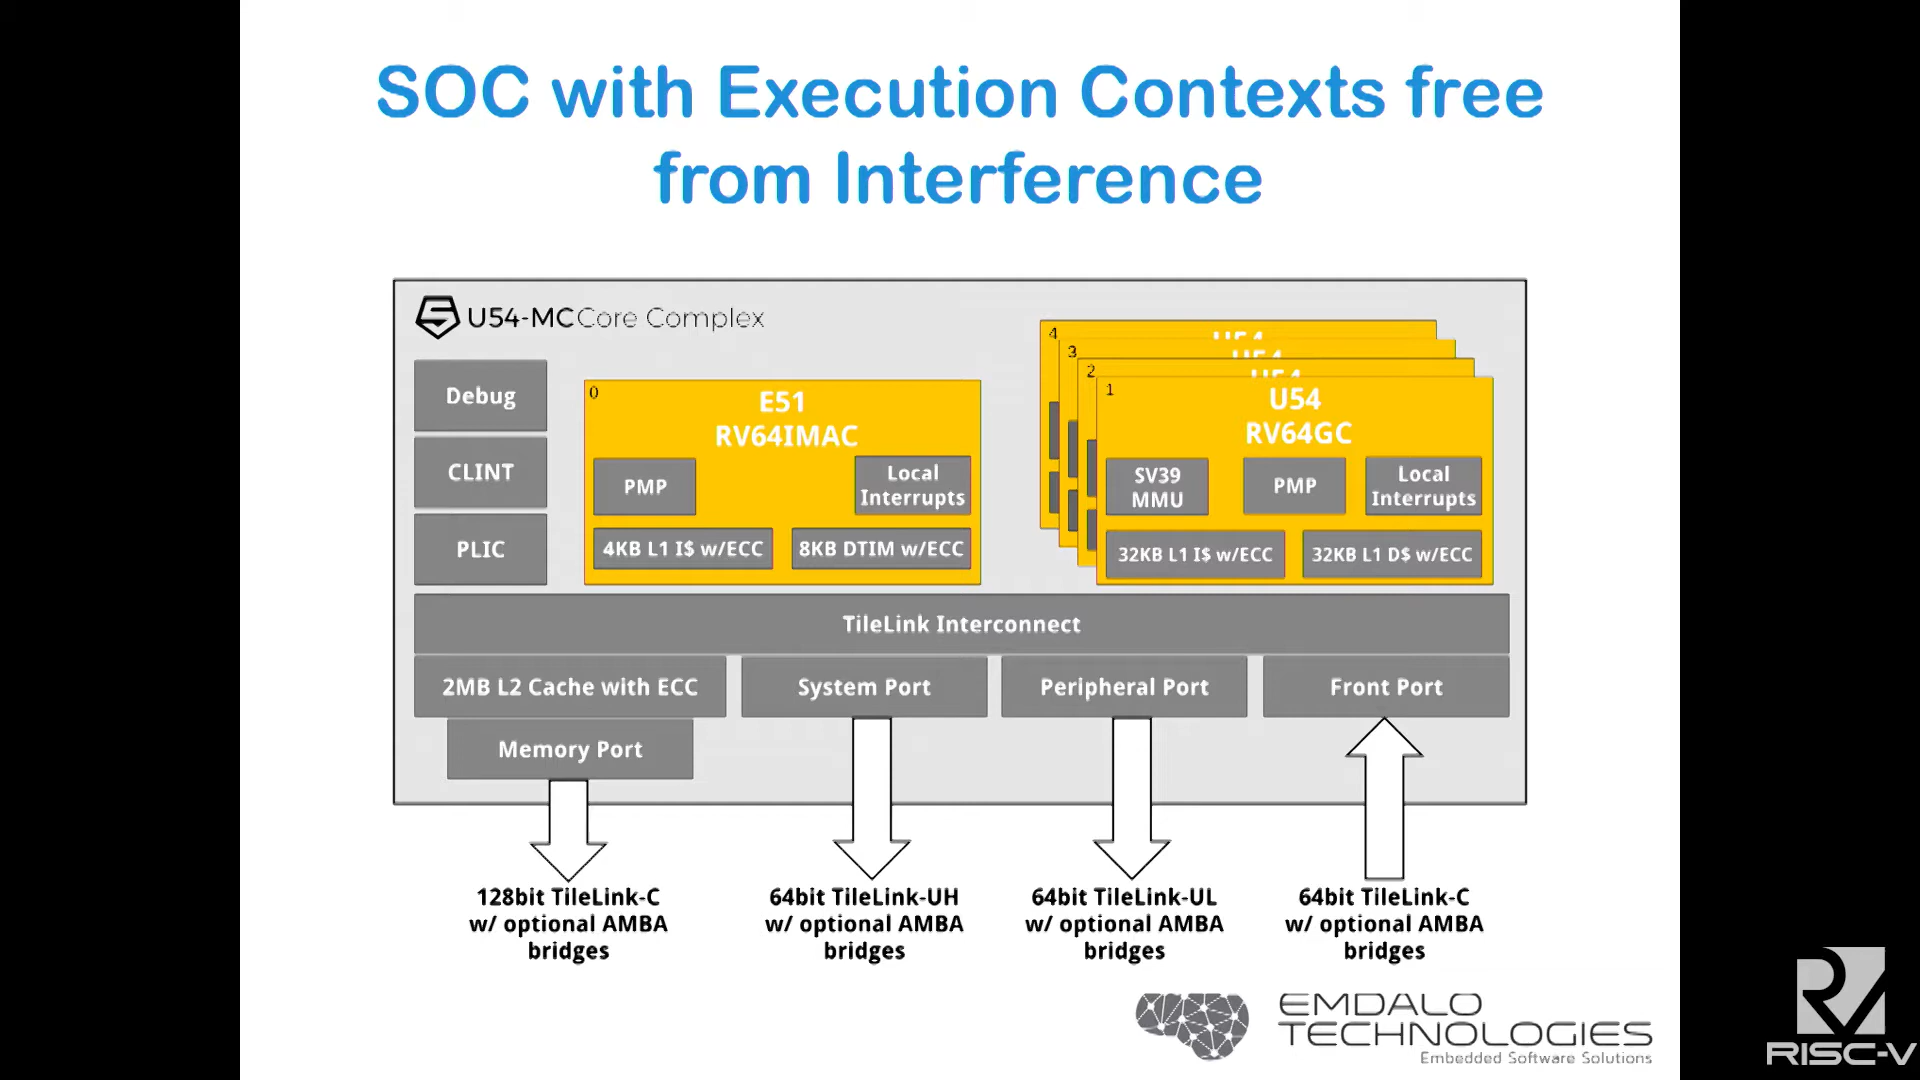 SOC with Execution Contexts free
from Interference
U54-MC Core Complex
Debug
CLINT
PLIC
0
E51
RV64IMAC
PMP
Local
Interrupts
4KB L1 I$ w/ECC
8KB DTIM w/ECC
4
U54
3
U54
2
U54
1
U54
RV64GC
SV39
MMU
PMP
Local
Interrupts
32KB L1 I$ w/ECC
32KB L1 D$ w/ECC
TileLink Interconnect
2MB L2 Cache with ECC
System Port
Peripheral Port
Front Port
Memory Port
128bit TileLink-C
w/ optional AMBA
bridges
64bit TileLink-UH
w/ optional AMBA
bridges
64bit TileLink-UL
w/ optional AMBA
bridges
64bit TileLink-C
w/ optional AMBA
bridges
EMDALO
TECHNOLOGIES
Embedded Software Solutions
RISC-V